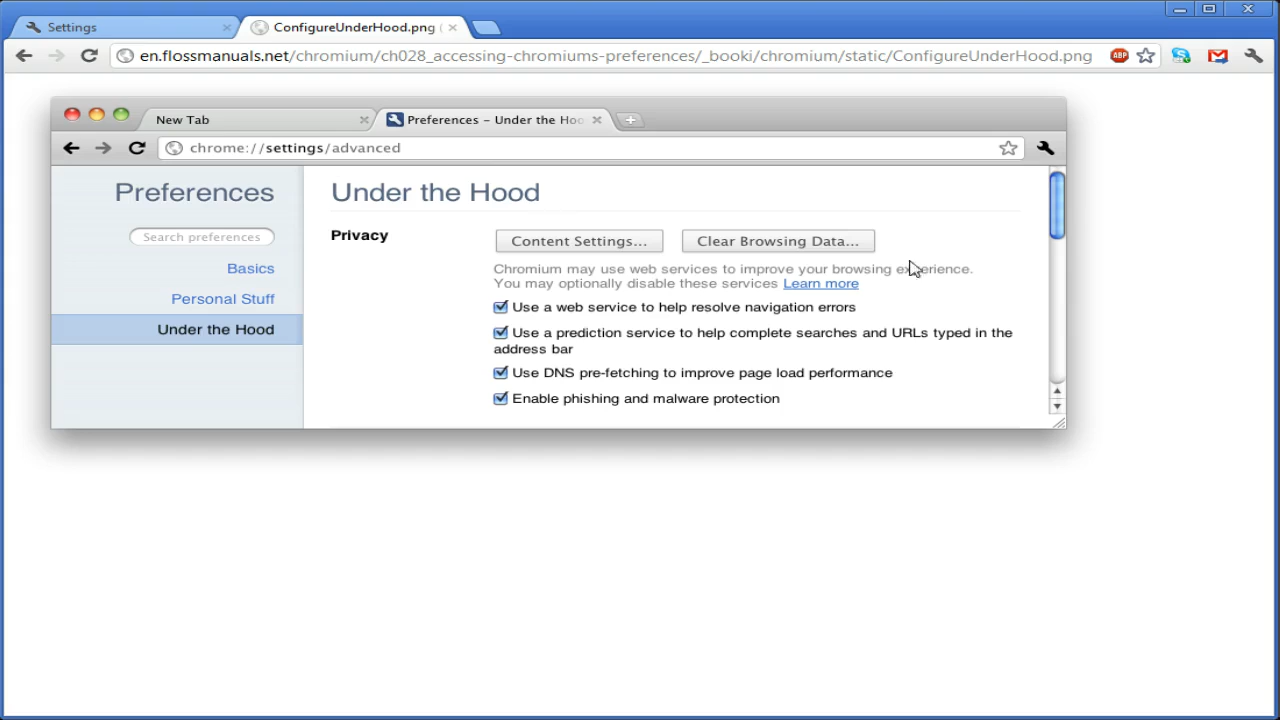 Settings
ConfigureUnderHood.png (
en.flossmanuals.net/chromium/ch028_accessing-chromiums-preferences/_booki/chromium/static/ConfigureUnderHood.png
ABP
New Tab
Preferences – Under the Hoo
chrome://settings/advanced
Preferences
Search preferences
Basics
Personal Stuff
Under the Hood
Under the Hood
Privacy
Content Settings...
Clear Browsing Data...
Chromium may use web services to improve your browsing experience.
You may optionally disable these services Learn more
Use a web service to help resolve navigation errors
Use a prediction service to help complete searches and URLs typed in the
address bar
Use DNS pre-fetching to improve page load performance
Enable phishing and malware protection